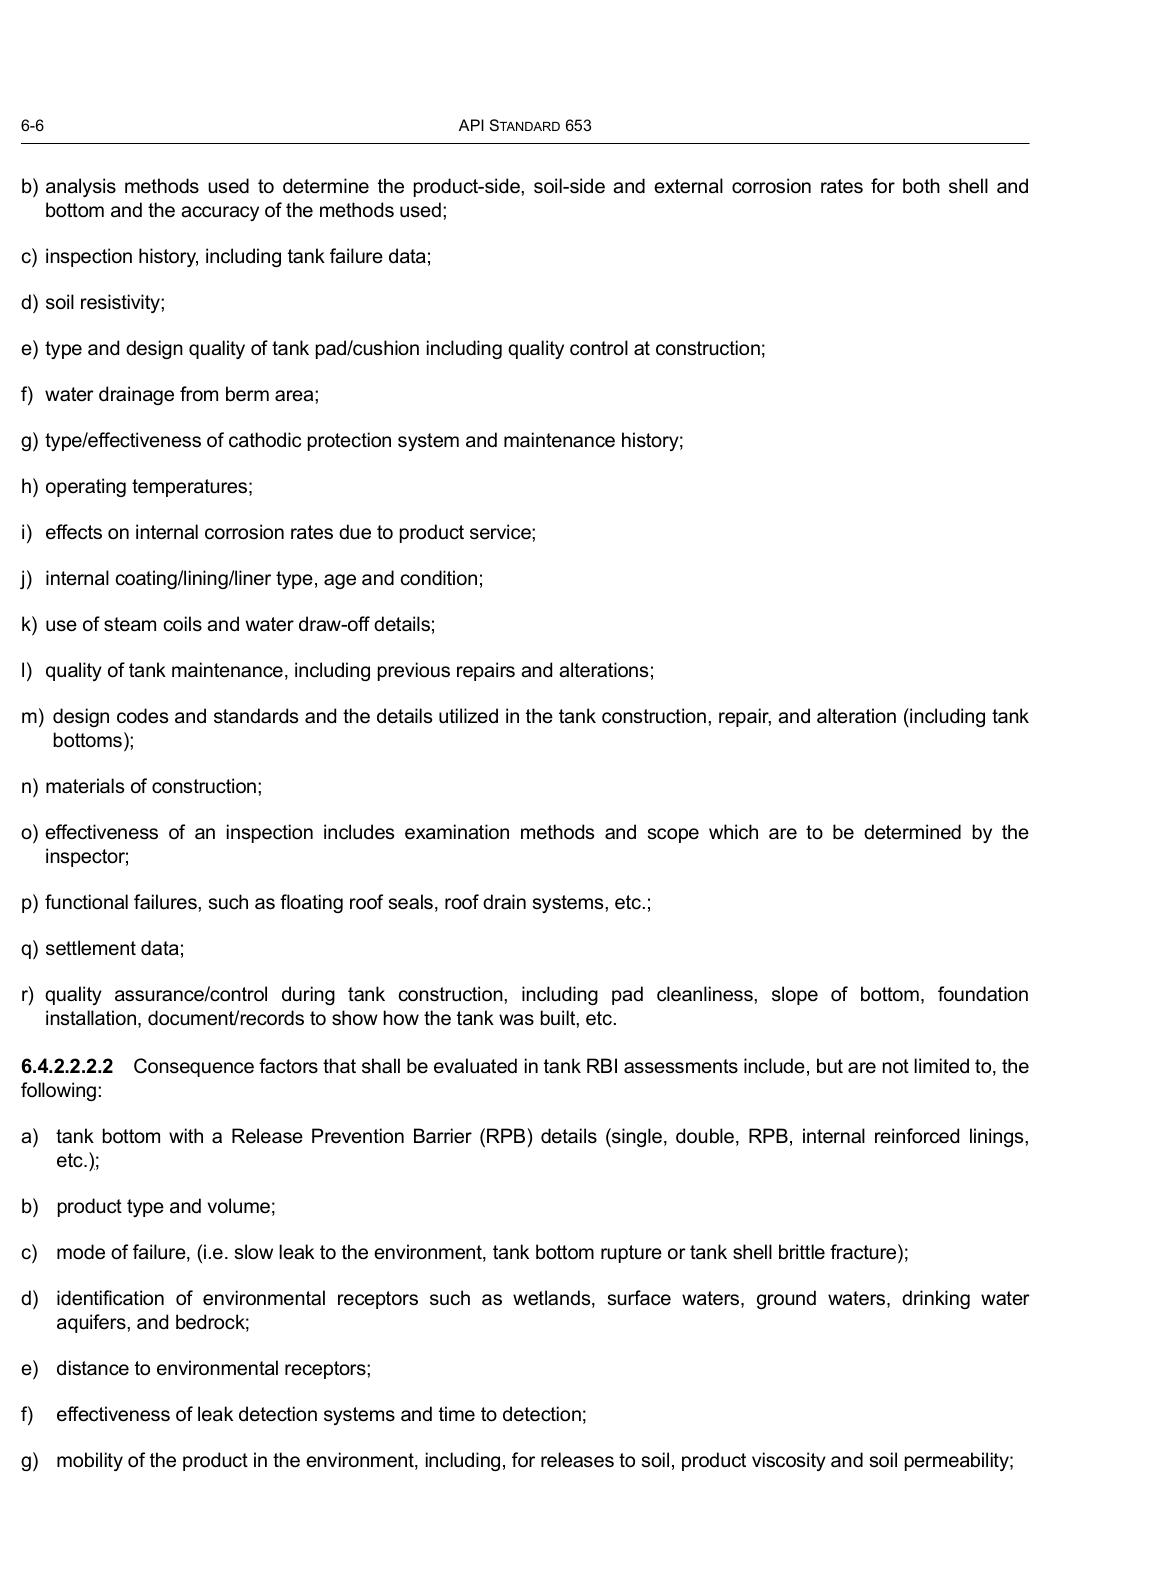 6-6
API STANDARD 653
b) analysis methods used to determine the product-side, soil-side and external corrosion rates for both shell and
bottom and the accuracy of the methods used;
c) inspection history, including tank failure data;
d) soil resistivity;
e) type and design quality of tank pad/cushion including quality control at construction;
f) water drainage from berm area;
g) type/effectiveness of cathodic protection system and maintenance history;
h) operating temperatures;
i) effects on internal corrosion rates due to product service;
j) internal coating/lining/liner type, age and condition;
k) use of steam coils and water draw-off details;
l) quality of tank maintenance, including previous repairs and alterations;
m) design codes and standards and the details utilized in the tank construction, repair, and alteration (including tank
bottoms);
n) materials of construction;
o) effectiveness of an inspection includes examination methods and scope which are to be determined by the
inspector;
p) functional failures, such as floating roof seals, roof drain systems, etc.;
q) settlement data;
r) quality assurance/control during tank construction, including pad cleanliness, slope of bottom, foundation
installation, document/records to show how the tank was built, etc.
6.4.2.2.2.2 Consequence factors that shall be evaluated in tank RBI assessments include, but are not limited to, the
following:
a) tank bottom with a Release Prevention Barrier (RPB) details (single, double, RPB, internal reinforced linings,
etc.);
b) product type and volume;
c) mode of failure, (i.e. slow leak to the environment, tank bottom rupture or tank shell brittle fracture);
d) identification of environmental receptors such as wetlands, surface waters, ground waters, drinking water
aquifers, and bedrock;
e) distance to environmental receptors;
f) effectiveness of leak detection systems and time to detection;
g) mobility of the product in the environment, including, for releases to soil, product viscosity and soil permeability;